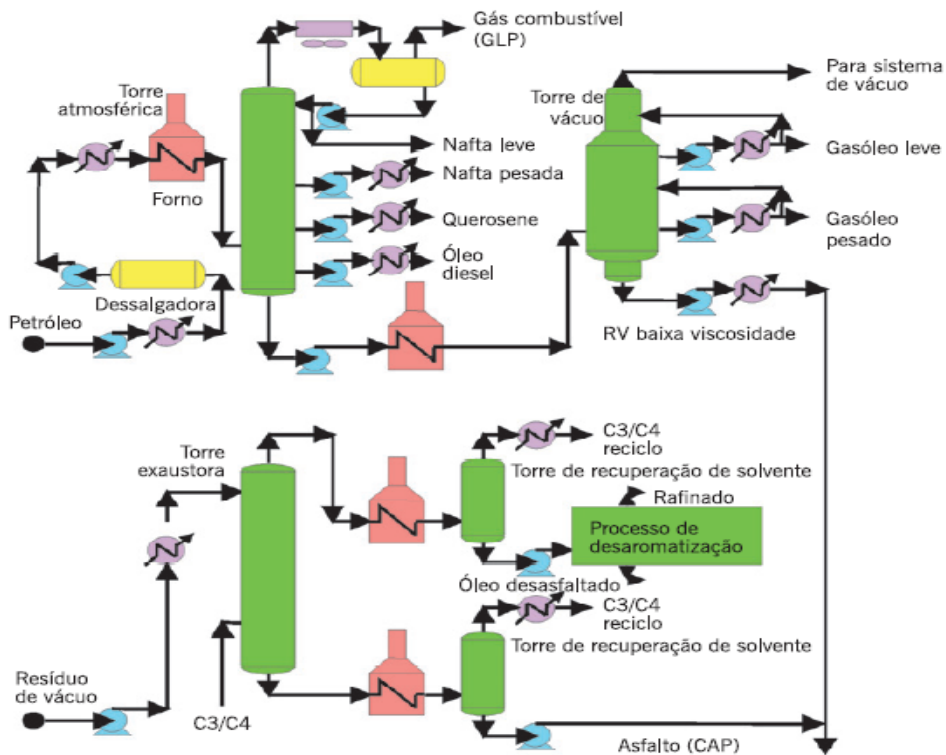 Gás combustível
(GLP)
Torre
atmosférica
Para sistema
de vácuo
Torre de
vácuo
Nafta leve
Gasóleo leve
Nafta pesada
Forno
Querosene
Gasóleo
pesado
Óleo
diesel
Dessalgadora
Petróleo
RV baixa viscosidade
C3/C4
reciclo
Torre
exaustora
Torre de recuperação de solvente
Rafinado
Processo de
desaromatização
Óleo desasfaltado
C3/C4
reciclo
Torre de recuperação de solvente
Resíduo
de vácuo
C3/C4
Asfalto (CAP)